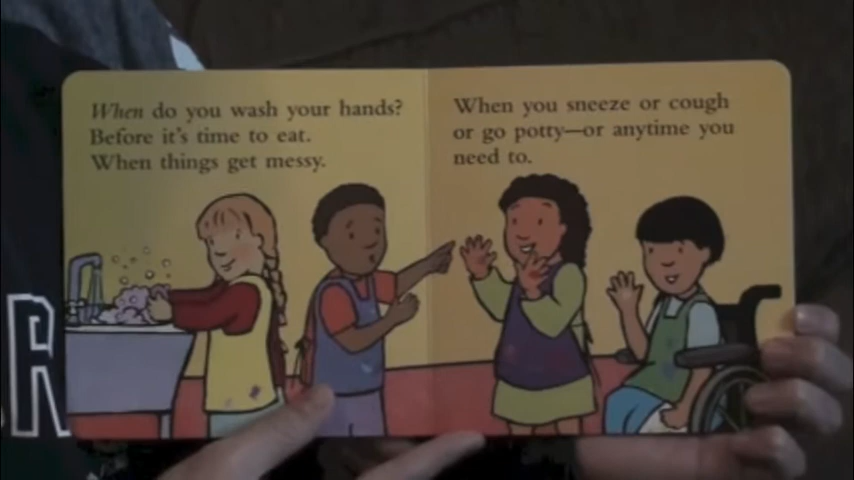 When do you wash your hands?
Before it's time to eat.
When things get messy.
When you sneeze or cough
or go potty—or anytime you
need to.
R